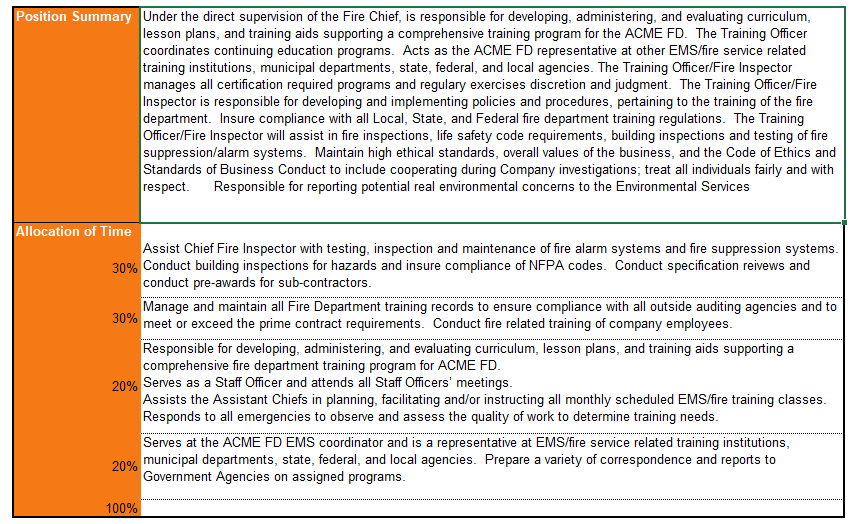 Position Summary
Under the direct supervision of the Fire Chief, is responsible for developing, administering, and evaluating curriculum,
lesson plans, and training aids supporting a comprehensive training program for the ACME FD.  The Training Officer
coordinates continuing education programs.  Acts as the ACME FD representative at other EMS/fire service related
training institutions, municipal departments, state, federal, and local agencies. The Training Officer/Fire Inspector
manages all certification required programs and regulary exercises discretion and judgment.  The Training Officer/Fire
Inspector is responsible for developing and implementing policies and procedures, pertaining to the training of the fire
department.  Insure compliance with all Local, State, and Federal fire department training regulations.  The Training
Officer/Fire Inspector will assist in fire inspections, life safety code requirements, building inspections and testing of fire
suppression/alarm systems.  Maintain high ethical standards, overall values of the business, and the Code of Ethics and
Standards of Business Conduct to include cooperating during Company investigations; treat all individuals fairly and with
respect.      Responsible for reporting potential real environmental concerns to the Environmental Services
Allocation of Time
30%
Assist Chief Fire Inspector with testing, inspection and maintenance of fire alarm systems and fire suppression systems.
Conduct building inspections for hazards and insure compliance of NFPA codes.  Conduct specification reivews and
conduct pre-awards for sub-contractors.
30%
Manage and maintain all Fire Department training records to ensure compliance with all outside auditing agencies and to
meet or exceed the prime contract requirements.  Conduct fire related training of company employees.
20%
Responsible for developing, administering, and evaluating curriculum, lesson plans, and training aids supporting a
comprehensive fire department training program for ACME FD.
Serves as a Staff Officer and attends all Staff Officers' meetings.
Assists the Assistant Chiefs in planning, facilitating and/or instructing all monthly scheduled EMS/fire training classes.
Responds to all emergencies to observe and assess the quality of work to determine training needs.
20%
Serves at the ACME FD EMS coordinator and is a representative at EMS/fire service related training institutions,
municipal departments, state, federal, and local agencies.  Prepare a variety of correspondence and reports to
Government Agencies on assigned programs.
100%